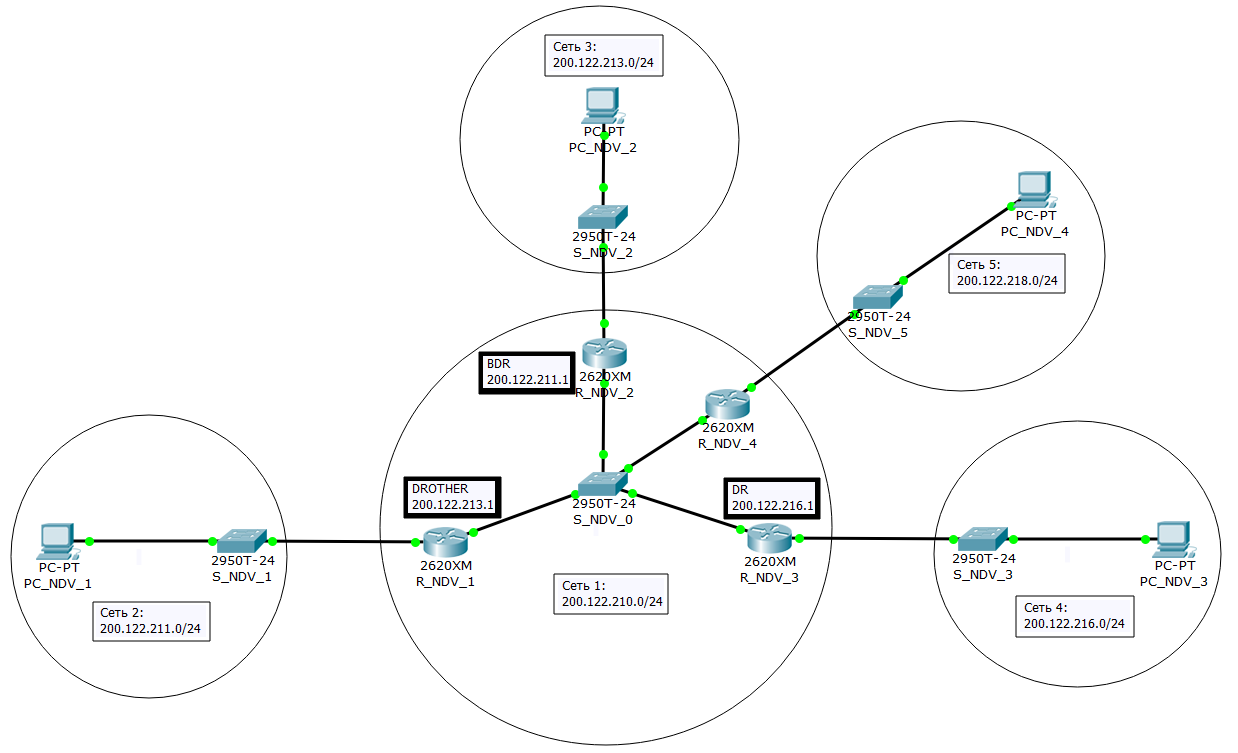 Сеть 3:
200.122.213.0/24
PC-PT
PC_NDV_2
2950T-24
S_NDV_2
PC-PT
PC_NDV_4
Сеть 5:
200.122.218.0/24
2950T-24
S_NDV_5
BDR
200.122.211.1
2620XM
R_NDV_2
2620XM
R_NDV_4
DROTHER
200.122.213.1
2950T-24
S_NDV_0
DR
200.122.216.1
PC-PT
PC_NDV_1
2950T-24
S_NDV_1
2620XM
R_NDV_1
2620XM
R_NDV_3
2950T-24
S_NDV_3
PC-PT
PC_NDV_3
Сеть 2:
200.122.211.0/24
Сеть 1:
200.122.210.0/24
Сеть 4:
200.122.216.0/24